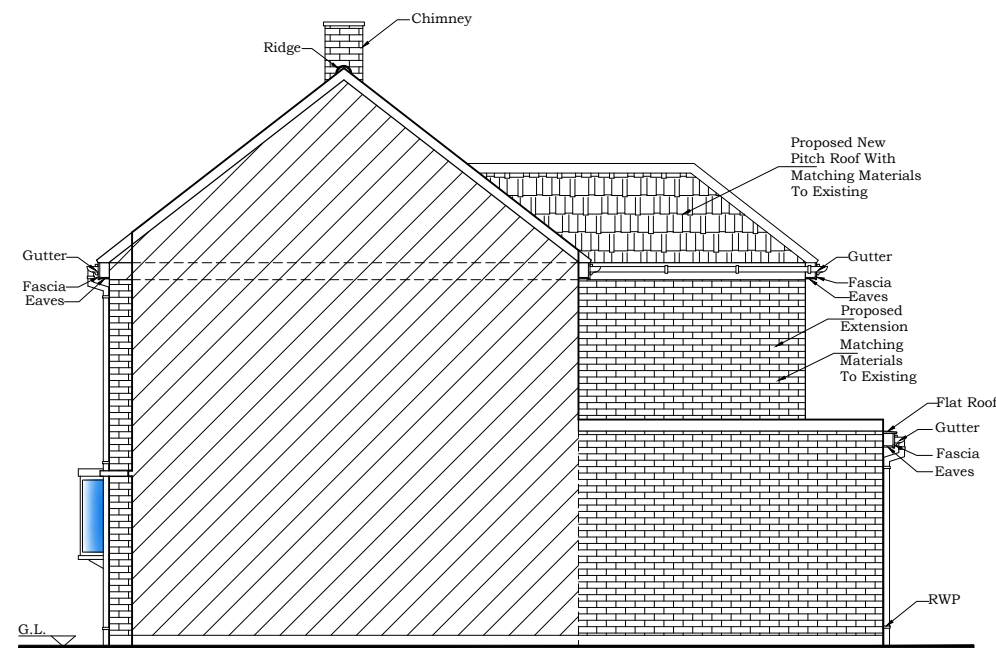 Chimney
Ridge
Proposed New
Pitch Roof With
Matching Materials
To Existing
Gutter
Fascia
Eaves
Gutter
Fascia
Eaves
Proposed
Extension
Matching
Materials
To Existing
Flat Roof
Gutter
Fascia
Eaves
RWP
G.L.